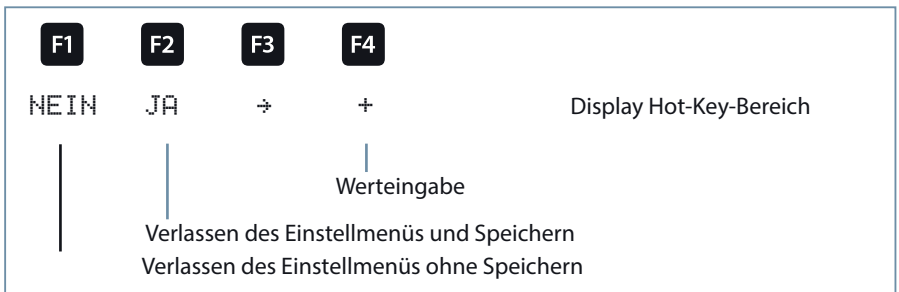 F1 F2 F3 F4
NEIN JA → + Display Hot-Key-Bereich
Werteingabe
Verlassen des Einstellmenüs und Speichern
Verlassen des Einstellmenüs ohne Speichern